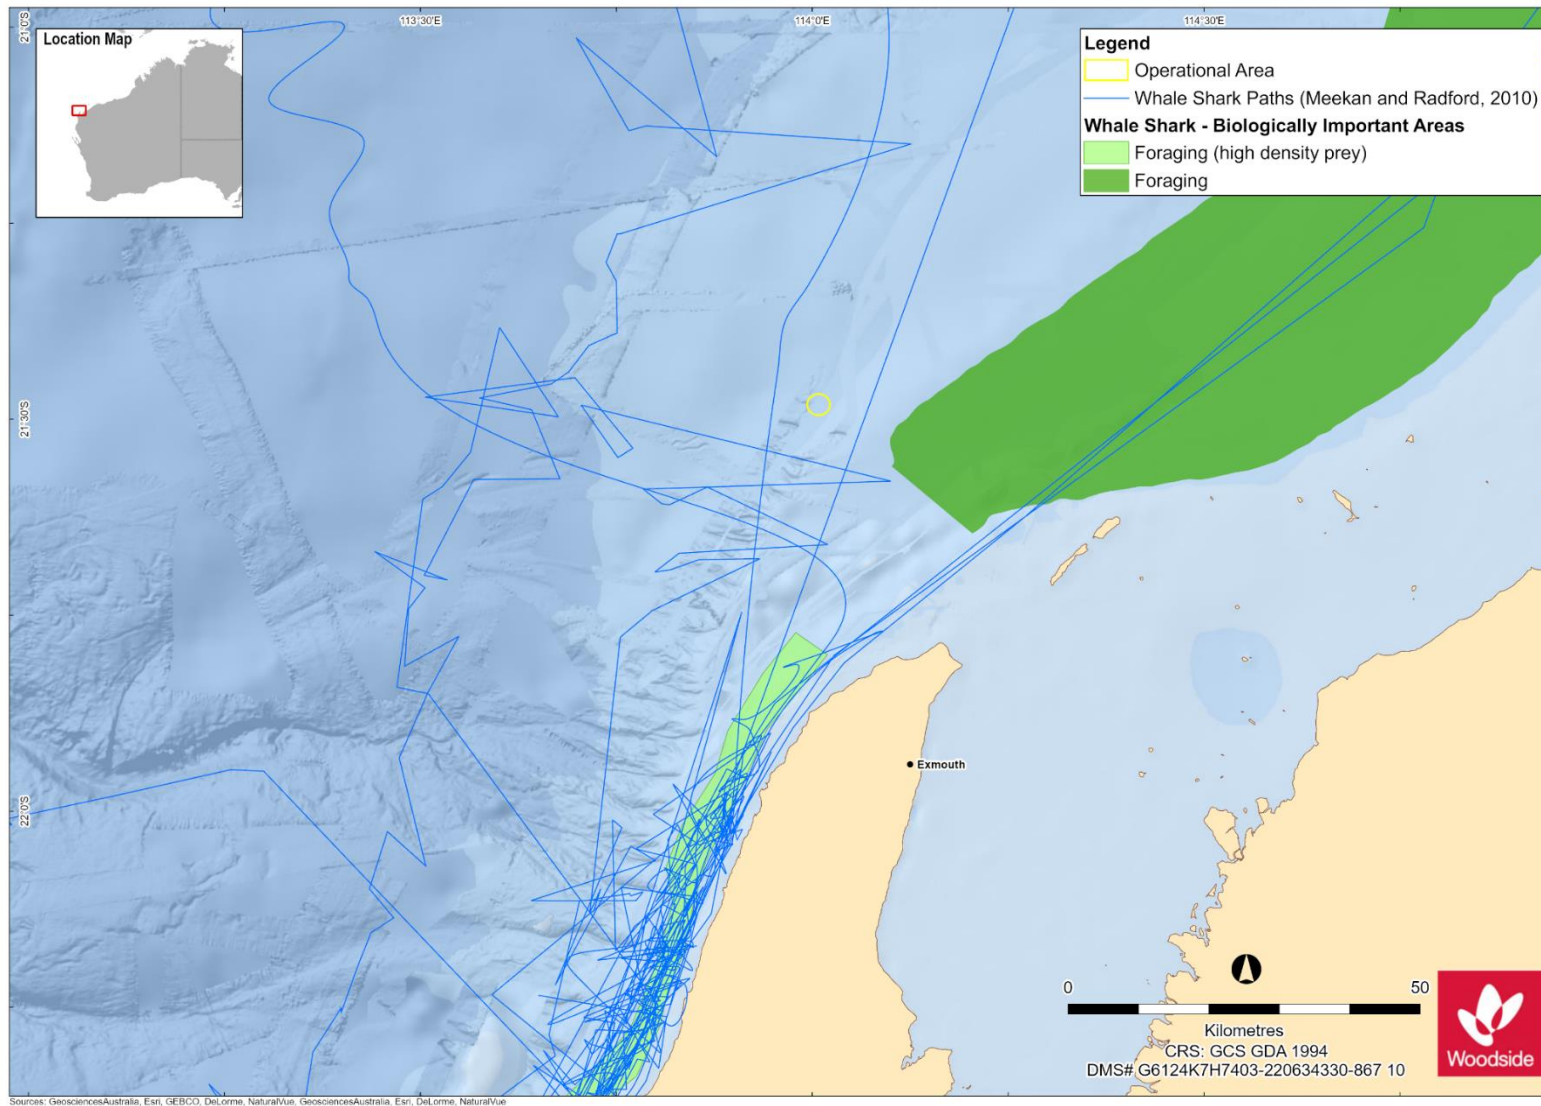 113°30'E
114°0'E
114°30'E
21°0'S
Location Map
Legend
Operational Area
Whale Shark Paths (Meekan and Radford, 2010)
Whale Shark - Biologically Important Areas
Foraging (high density prey)
Foraging
21°30'S
Exmouth
22°0'S
0
50
Kilometres
CRS: GCS GDA 1994
DMS# G6124K7H7403-220634330-867 10
Woodside
Sources: GeosciencesAustralia, Esri, GEBCO, DeLorme, NaturalVue, GeosciencesAustralia, Esri, DeLorme, NaturalVue